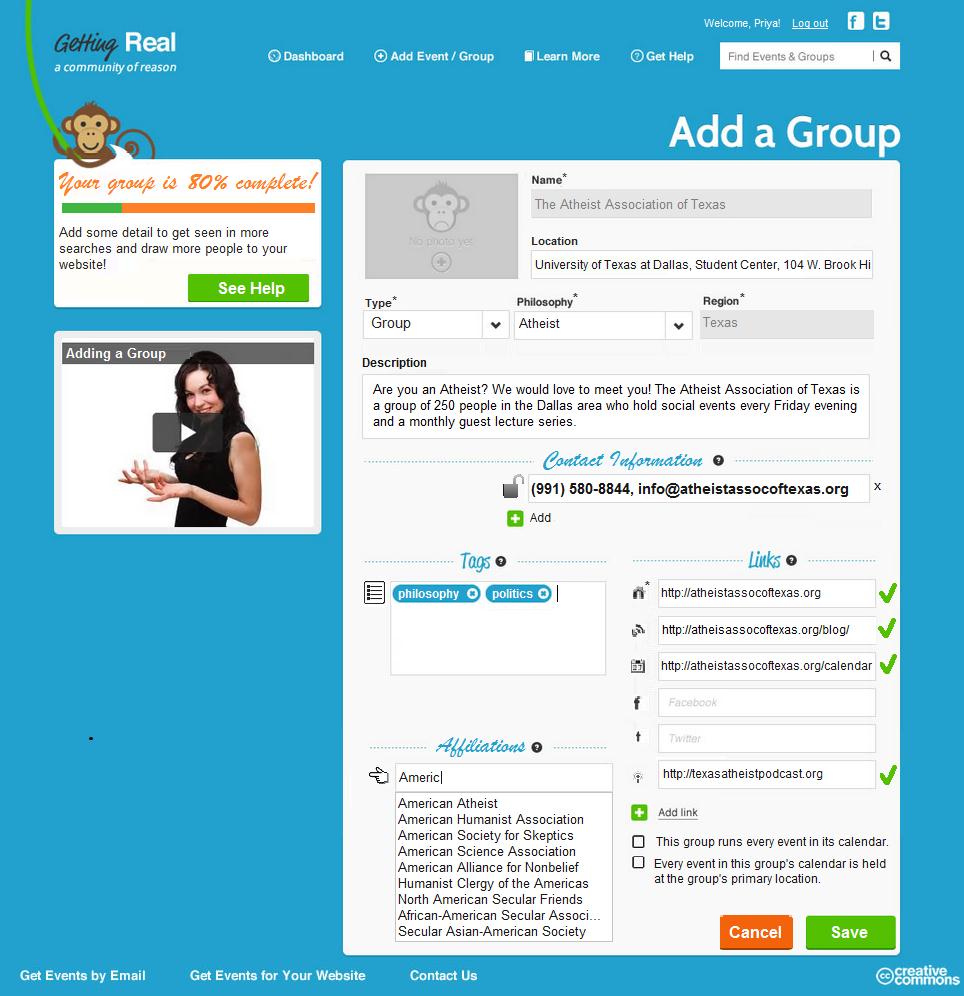 Welcome, Priya! Log out
Getting Real
a community of reason
Dashboard Add Event / Group Learn More Get Help Find Events & Groups
Add a Group
Your group is 80% complete!
Add some detail to get seen in more
searches and draw more people to your
website!
See Help
Adding a Group
No photo yet
Name*
The Atheist Association of Texas
Location
University of Texas at Dallas, Student Center, 104 W. Brook Hi
Type* Philosophy* Region*
Group Atheist Texas
Description
Are you an Atheist? We would love to meet you! The Atheist Association of Texas is
a group of 250 people in the Dallas area who hold social events every Friday evening
and a monthly guest lecture series.
Contact Information ?
(991) 580-8844, info@atheistassocoftexas.org x
Add
Tags ?
philosophy politics
Links ?
* http://atheistassocoftexas.org
http://atheisassocoftexas.org/blog/
http://atheistassocoftexas.org/calendar
Facebook
Twitter
http://texasatheistpodcast.org
Add link
This group runs every event in its calendar.
Every event in this group's calendar is held
at the group's primary location.
Affiliations ?
Americ
American Atheist
American Humanist Association
American Society for Skeptics
American Science Association
American Alliance for Nonbelief
Humanist Clergy of the Americas
North American Secular Friends
African-American Secular Associ...
Secular Asian-American Society
Cancel Save
Get Events by Email Get Events for Your Website Contact Us
cc creative
commons